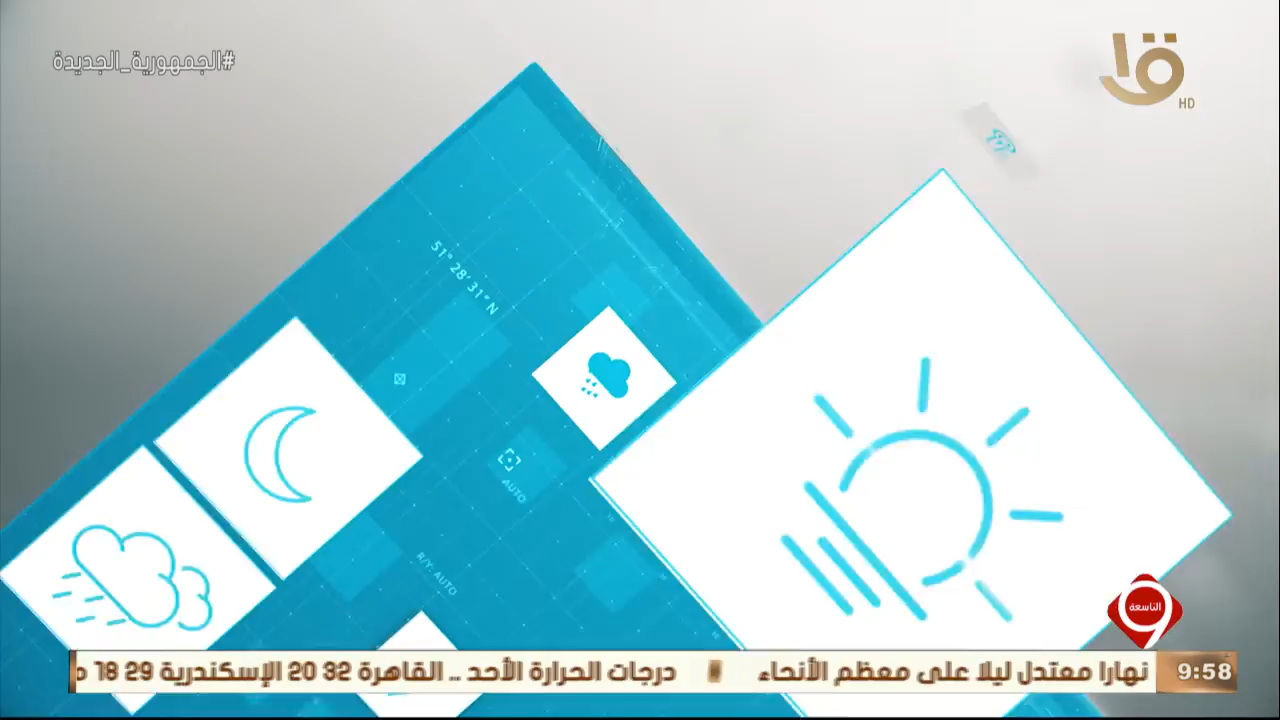 #الجمهورية_الجديدة
HD
51° 28' 31" N
AUTO
R/Y: AUTO
التاسعة
9
نهارا معتدل ليلا على معظم الأنحاء # درجات الحرارة الأحد .. القاهرة 32 20 الإسكندرية 29 18
9:58